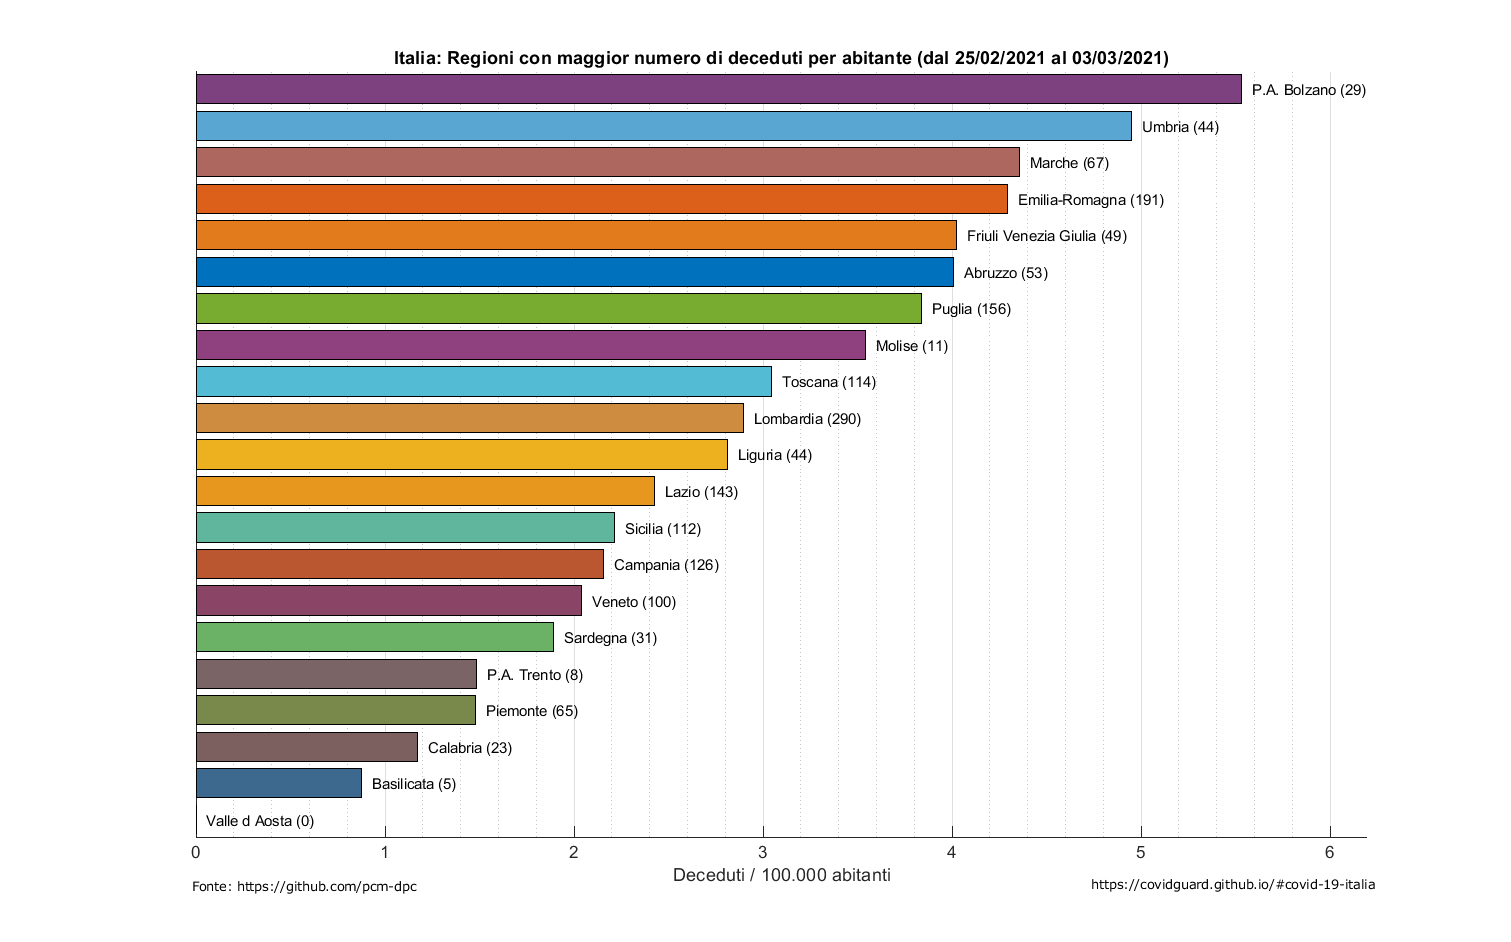 Italia: Regioni con maggior numero di deceduti per abitante (dal 25/02/2021 al 03/03/2021)
P.A. Bolzano (29)
Umbria (44)
Marche (67)
Emilia-Romagna (191)
Friuli Venezia Giulia (49)
Abruzzo (53)
Puglia (156)
Molise (11)
Toscana (114)
Lombardia (290)
Liguria (44)
Lazio (143)
Sicilia (112)
Campania (126)
Veneto (100)
Sardegna (31)
P.A. Trento (8)
Piemonte (65)
Calabria (23)
Basilicata (5)
Valle d Aosta (0)
0 1 2 3 4 5 6
Deceduti / 100.000 abitanti
Fonte: https://github.com/pcm-dpc
https://covidguard.github.io/#covid-19-italia